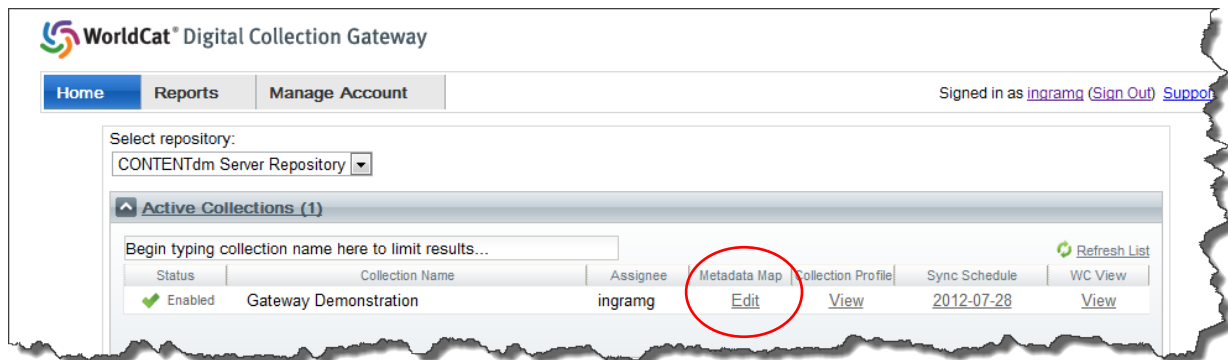 WorldCat® Digital Collection Gateway
Home Reports Manage Account Signed in as ingramg (Sign Out) Suppor
Select repository:
CONTENTdm Server Repository
Active Collections (1)
Begin typing collection name here to limit results... Refresh List
Status Collection Name Assignee Metadata Map Collection Profile Sync Schedule WC View
Enabled Gateway Demonstration ingramg Edit View 2012-07-28 View